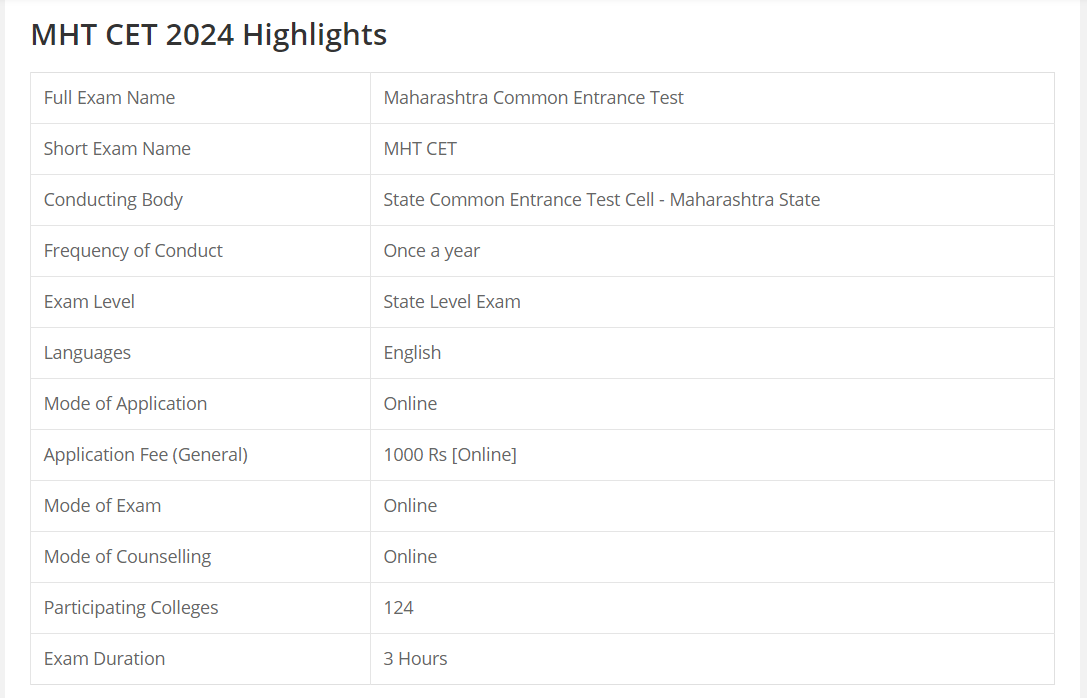 MHT CET 2024 Highlights
Full Exam Name Maharashtra Common Entrance Test
Short Exam Name MHT CET
Conducting Body State Common Entrance Test Cell - Maharashtra State
Frequency of Conduct Once a year
Exam Level State Level Exam
Languages English
Mode of Application Online
Application Fee (General) 1000 Rs [Online]
Mode of Exam Online
Mode of Counselling Online
Participating Colleges 124
Exam Duration 3 Hours